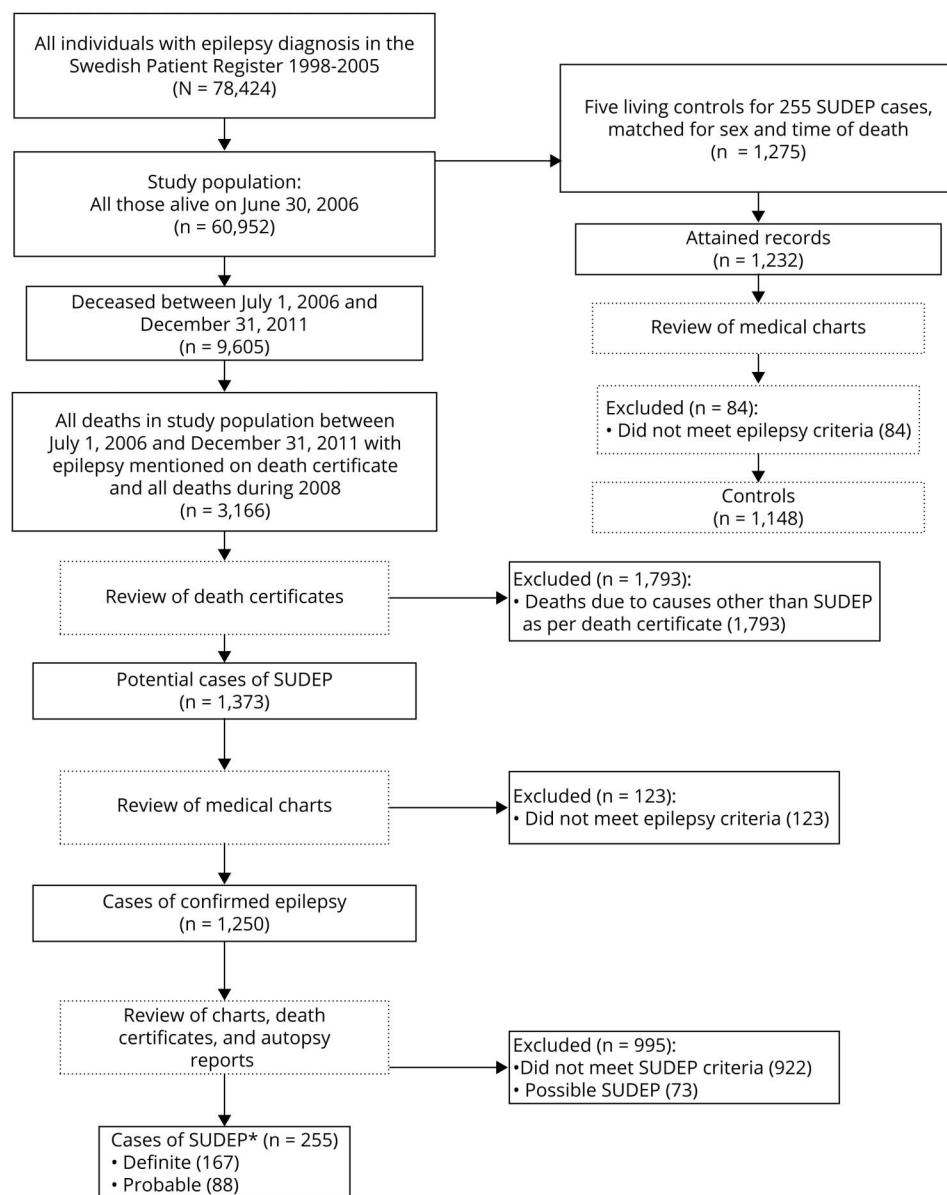 All individuals with epilepsy diagnosis in the
Swedish Patient Register 1998-2005
(N = 78,424)
Study population:
All those alive on June 30, 2006
(n = 60,952)
Deceased between July 1, 2006 and
December 31, 2011
(n = 9,605)
All deaths in study population between
July 1, 2006 and December 31, 2011 with
epilepsy mentioned on death certificate
and all deaths during 2008
(n = 3,166)
Review of death certificates
Excluded (n = 1,793):
• Deaths due to causes other than SUDEP
as per death certificate (1,793)
Potential cases of SUDEP
(n = 1,373)
Review of medical charts
Excluded (n = 123):
• Did not meet epilepsy criteria (123)
Cases of confirmed epilepsy
(n = 1,250)
Review of charts, death
certificates, and autopsy
reports
Excluded (n = 995):
•Did not meet SUDEP criteria (922)
• Possible SUDEP (73)
Cases of SUDEP* (n = 255)
• Definite (167)
• Probable (88)
Five living controls for 255 SUDEP cases,
matched for sex and time of death
(n = 1,275)
Attained records
(n = 1,232)
Review of medical charts
Excluded (n = 84):
• Did not meet epilepsy criteria (84)
Controls
(n = 1,148)